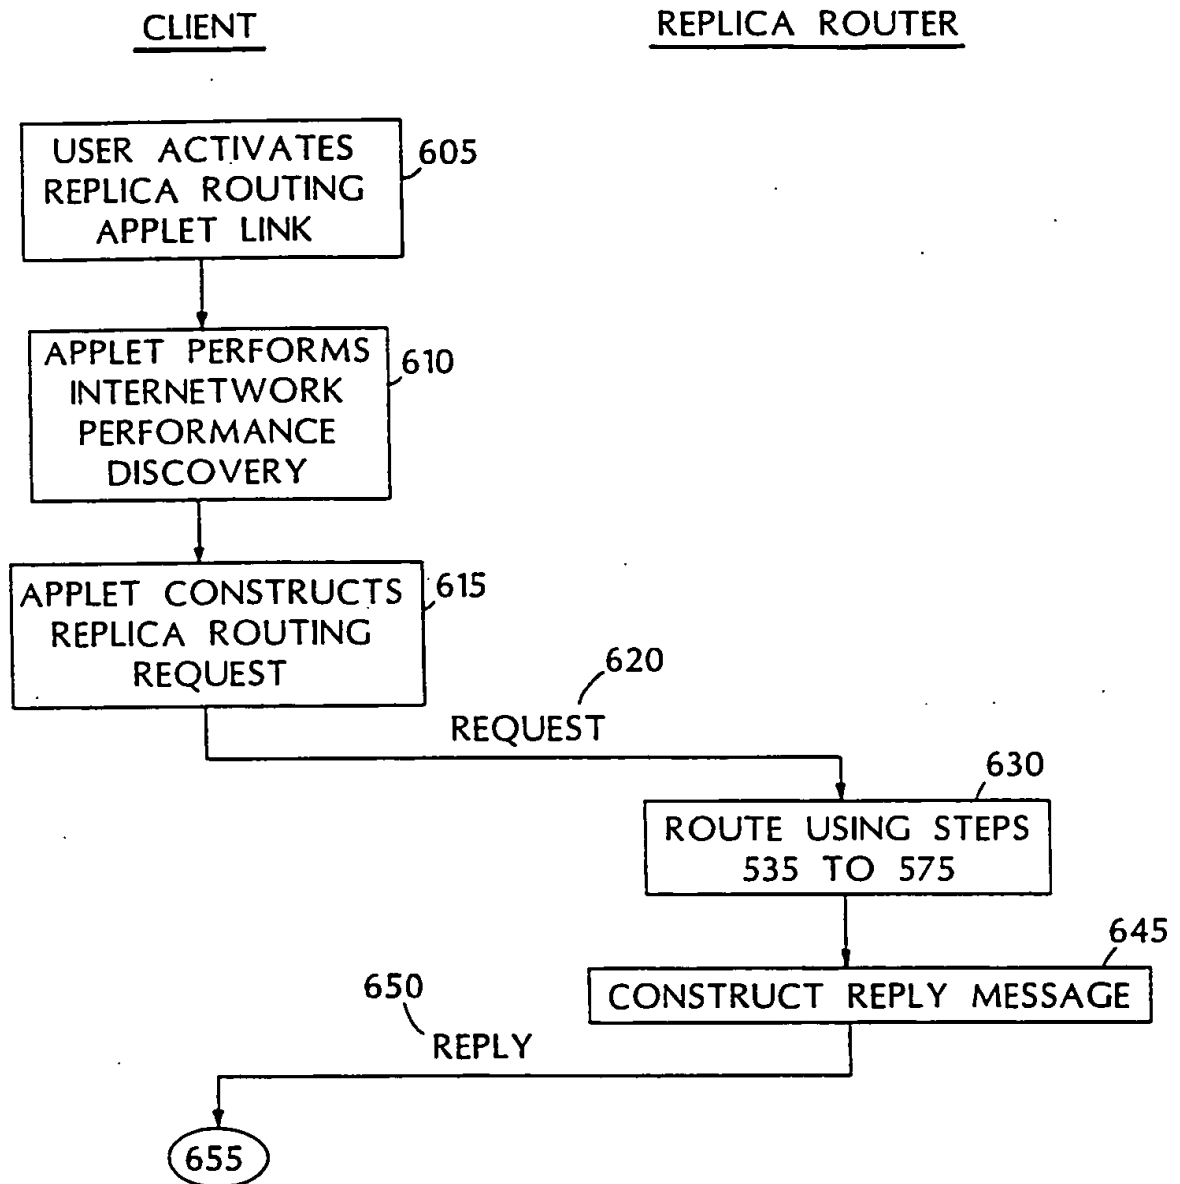 CLIENT
REPLICA ROUTER
USER ACTIVATES
REPLICA ROUTING
APPLET LINK
605
APPLET PERFORMS
INTERNETWORK
PERFORMANCE
DISCOVERY
610
APPLET CONSTRUCTS
REPLICA ROUTING
REQUEST
615
620
REQUEST
630
ROUTE USING STEPS
535 TO 575
645
CONSTRUCT REPLY MESSAGE
650
REPLY
655